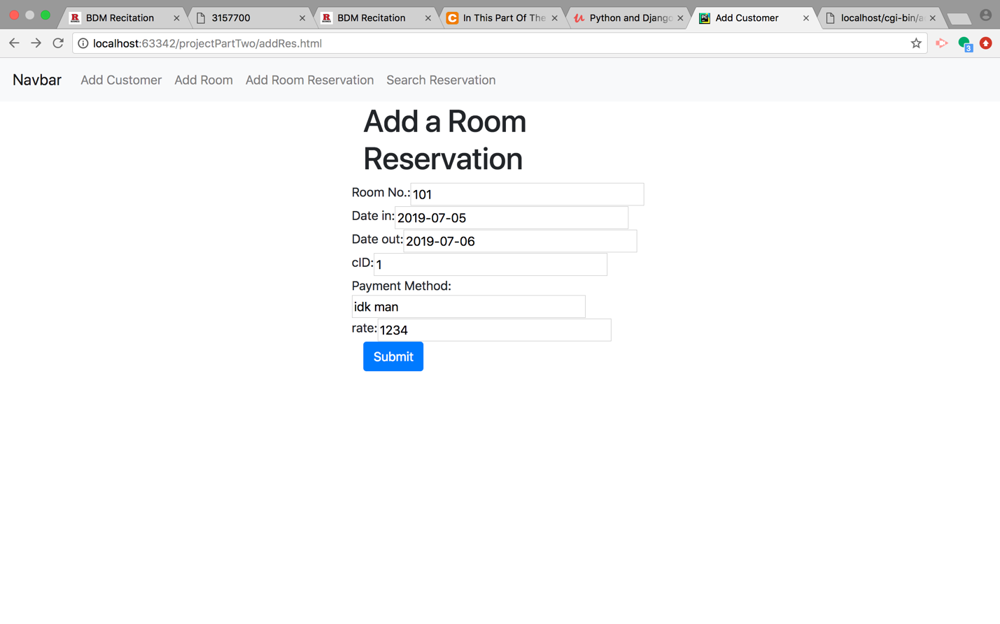 BDM Recitation
3157700
BDM Recitation
In This Part Of The
Python and Django
Add Customer
localhost/cgi-bin/a
localhost:63342/projectPartTwo/addRes.html
3
Navbar Add Customer Add Room Add Room Reservation Search Reservation
Add a Room
Reservation
Room No.: 101
Date in: 2019-07-05
Date out: 2019-07-06
cID: 1
Payment Method:
idk man
rate: 1234
Submit